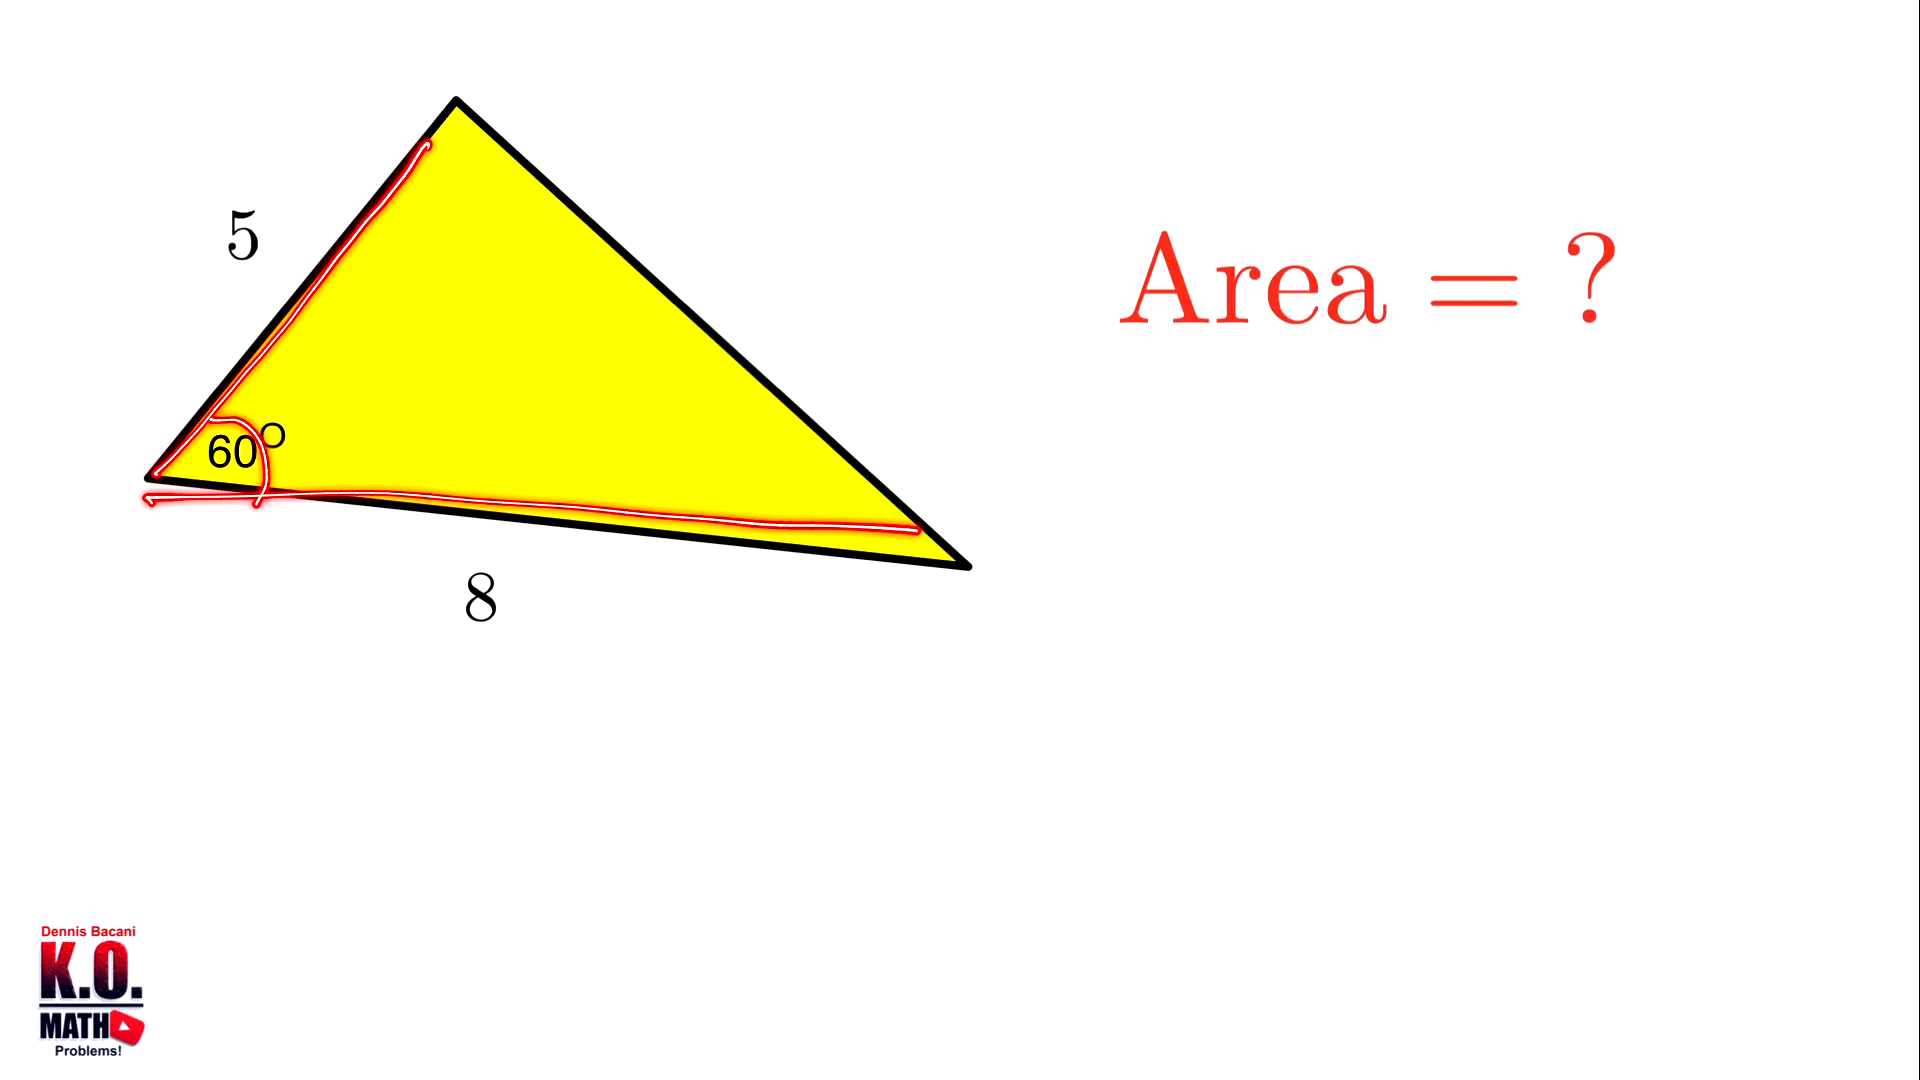 5
Area = ?
60°
8
Dennis Bacani
K.O.
MATH
Problems!